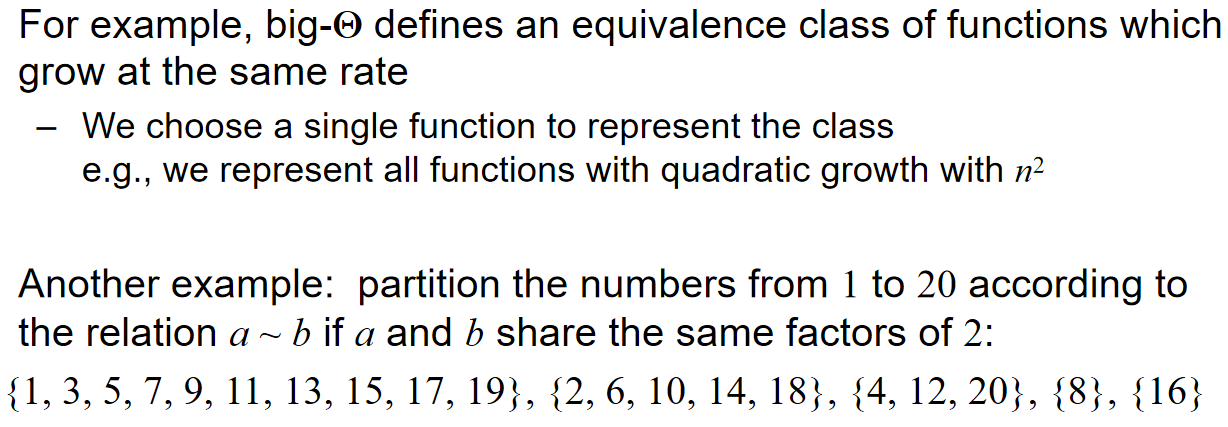 For example, big-Θ defines an equivalence class of functions which
grow at the same rate
– We choose a single function to represent the class
e.g., we represent all functions with quadratic growth with n²
Another example: partition the numbers from 1 to 20 according to
the relation a ~ b if a and b share the same factors of 2:
{1, 3, 5, 7, 9, 11, 13, 15, 17, 19}, {2, 6, 10, 14, 18}, {4, 12, 20}, {8}, {16}